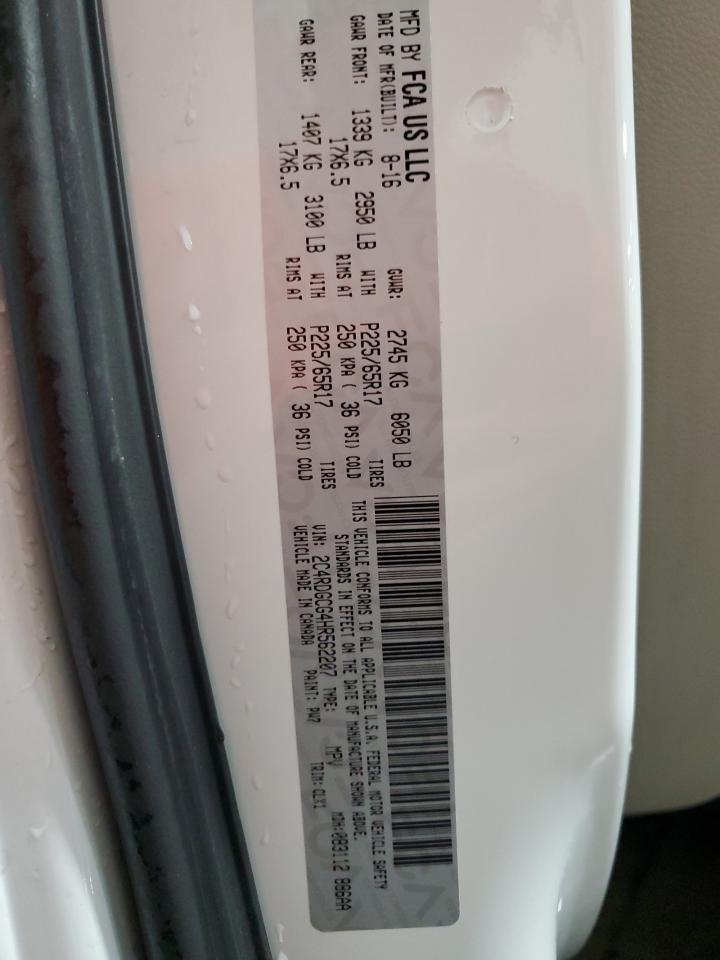 MFD BY FCA US LLC
DATE OF MFR(BUILT): 8-16 GVWR: 2745 KG 6050 LB
GAWR FRONT: 1339 KG 2950 LB WITH P225/65R17 TIRES
17X6.5 RIMS AT 250 KPA ( 36 PSI) COLD
GAWR REAR: 1407 KG 3100 LB WITH P225/65R17 TIRES
17X6.5 RIMS AT 250 KPA ( 36 PSI) COLD
THIS VEHICLE CONFORMS TO ALL APPLICABLE U.S.A. FEDERAL MOTOR VEHICLE SAFETY
STANDARDS IN EFFECT ON THE DATE OF MANUFACTURE SHOWN ABOVE.
VIN: 2C4RDGCG4HR562207 TYPE: MPV MDH:083112 886AA
VEHICLE MADE IN CANADA PAINT: PW7 TRIM: CLX1